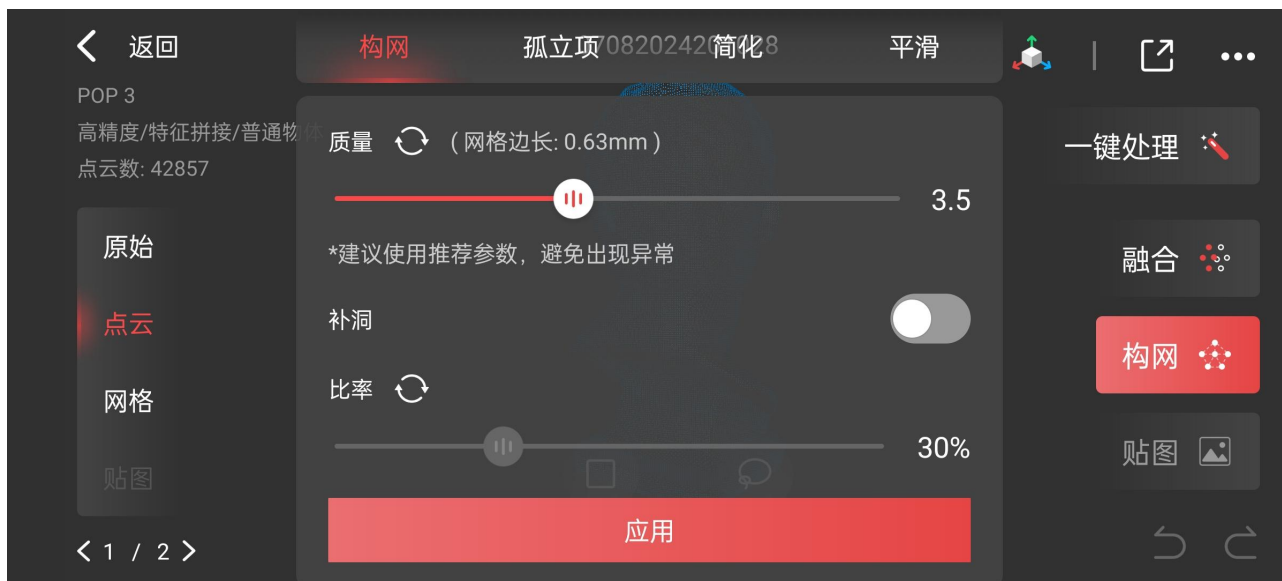 返回
构网
孤立项
简化
平滑
POP 3
高精度/特征拼接/普通物体
点云数: 42857
质量 (网格边长: 0.63mm)
3.5
*建议使用推荐参数，避免出现异常
补洞
比率
30%
应用
原始
点云
网格
贴图
1 / 2
一键处理
融合
构网
贴图